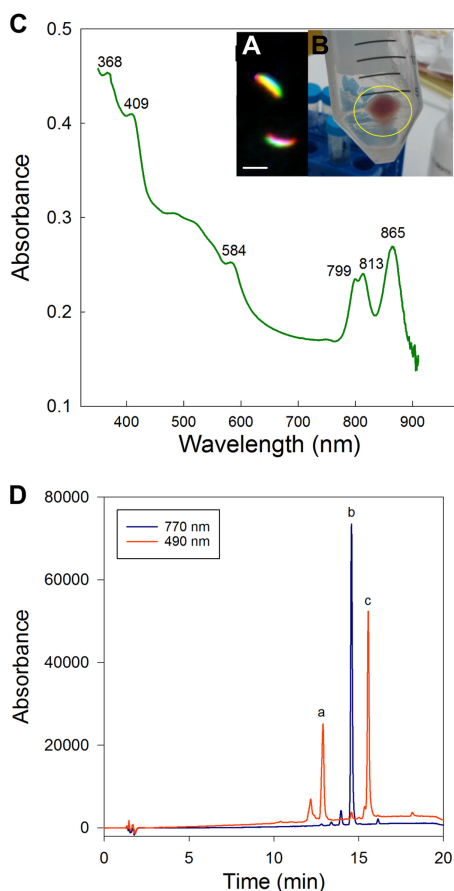 C
A
B
0.5
368
409
0.4
5
0.3
865
584
799
813
0.2
0.1
400
500
600
700
800
900
Absorbance
Wavelength (nm)
D
80000
b
770 nm
490 nm
60000
c
40000
a
20000
0
0
5
10
15
20
Absorbance
Time (min)